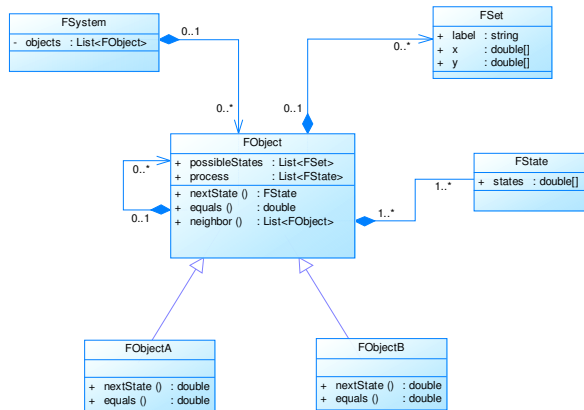 FSystem
- objects : List<FObject>
0..1
0..*
FSet
+ label : string
+ x : double[]
+ y : double[]
0..*
0..1
FObject
+ possibleStates : List<FSet>
+ process : List<FState>
+ nextState () : FState
+ equals () : double
+ neighbor () : List<FObject>
0..*
0..1
FState
+ states : double[]
1..*
1..*
FObjectA
+ nextState () : double
+ equals () : double
FObjectB
+ nextState () : double
+ equals () : double